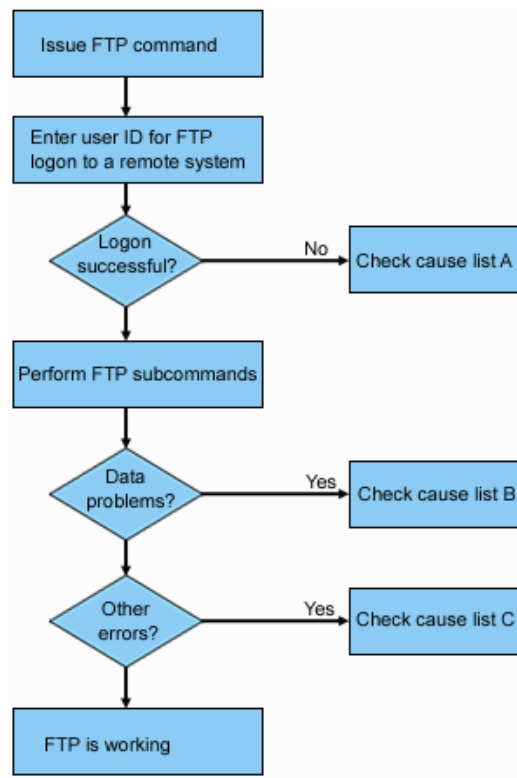 Issue FTP command
Enter user ID for FTP
logon to a remote system
Logon
successful?
No
Check cause list A
Perform FTP subcommands
Data
problems?
Yes
Check cause list B
Other
errors?
Yes
Check cause list C
FTP is working